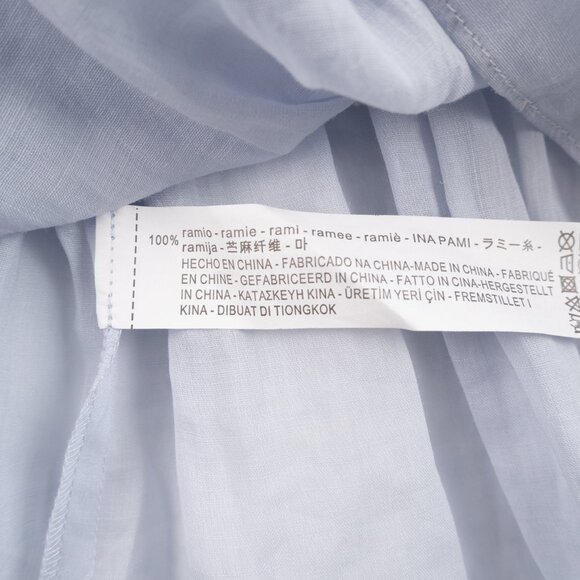 100% ramio - ramie - rami - ramee - ramiè - INA PAMI - ラミー糸 -
ramija - 苎麻纤维 - 마
HECHO EN CHINA - FABRICADO NA CHINA-MADE IN CHINA - FABRIQUÉ
EN CHINE - GEFABRICEERD IN CHINA - FATTO IN CINA-HERGESTELLT
IN CHINA - ΚΑΤΑΣΚΕΥΗ ΚΙΝΑ - ÜRETİM YERİ ÇİN - FREMSTILLET I
KINA - DIBUAT DI TIONGKOK